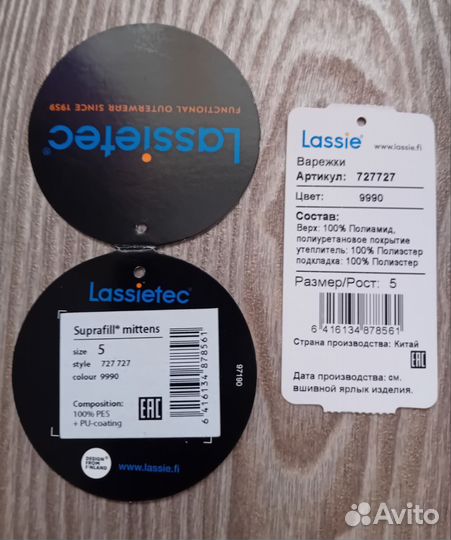 Lassietec®
FUNCTIONAL OUTERWEAR SINCE 1959
Lassietec®
Suprafill® mittens
size 5
style 727 727
colour 9990
Composition:
100% PES
+ PU-coating
EAC
6 416134 878561
97190
DESIGN®
FROM
FINLAND
www.lassie.fi
Lassie® www.lassie.fi
Варежки
Артикул: 727727
Цвет: 9990
Состав:
Верх: 100% Полиамид,
полиуретановое покрытие
утеплитель: 100% Полиэстер
подкладка: 100% Полиэстер
Размер/Рост: 5
6 416134 878561
Страна производства: Китай
EAC
Дата производства: см.
вшивной ярлык изделия.
Avito